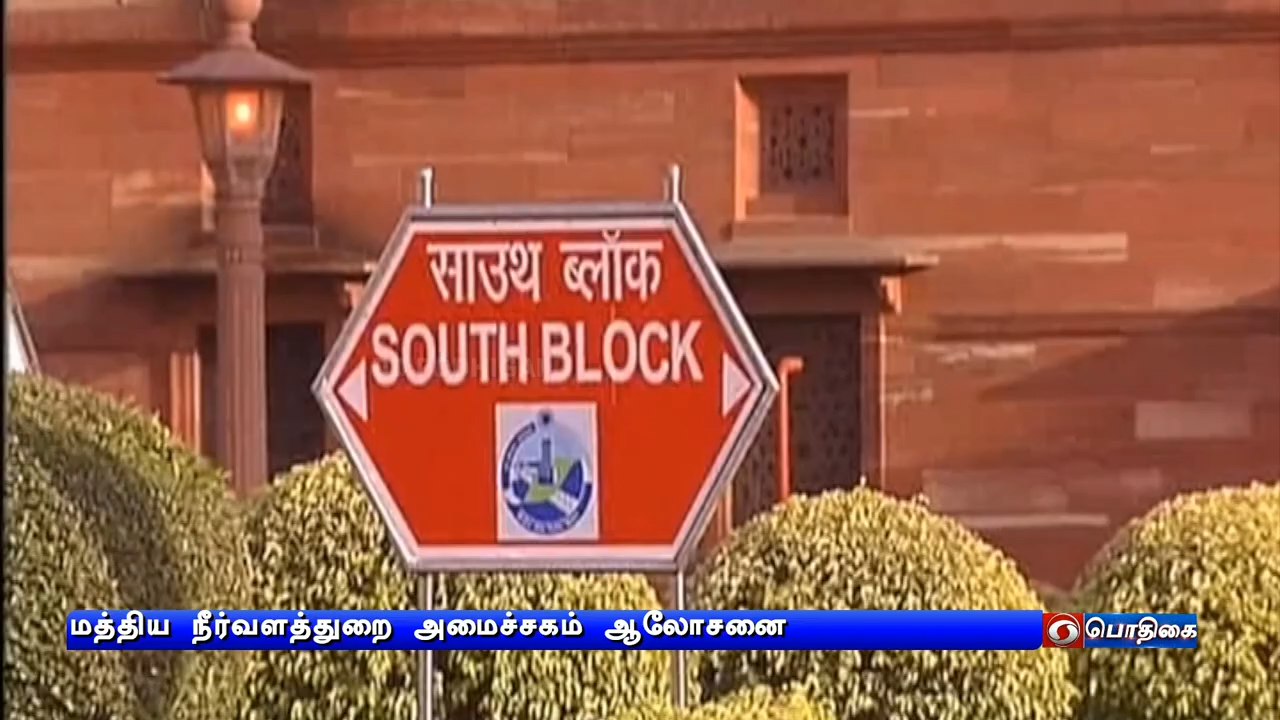 साउथ ब्लॉक
SOUTH BLOCK
மத்திய நீர்வளத்துறை அமைச்சகம் ஆலோசனை
பொதிகை